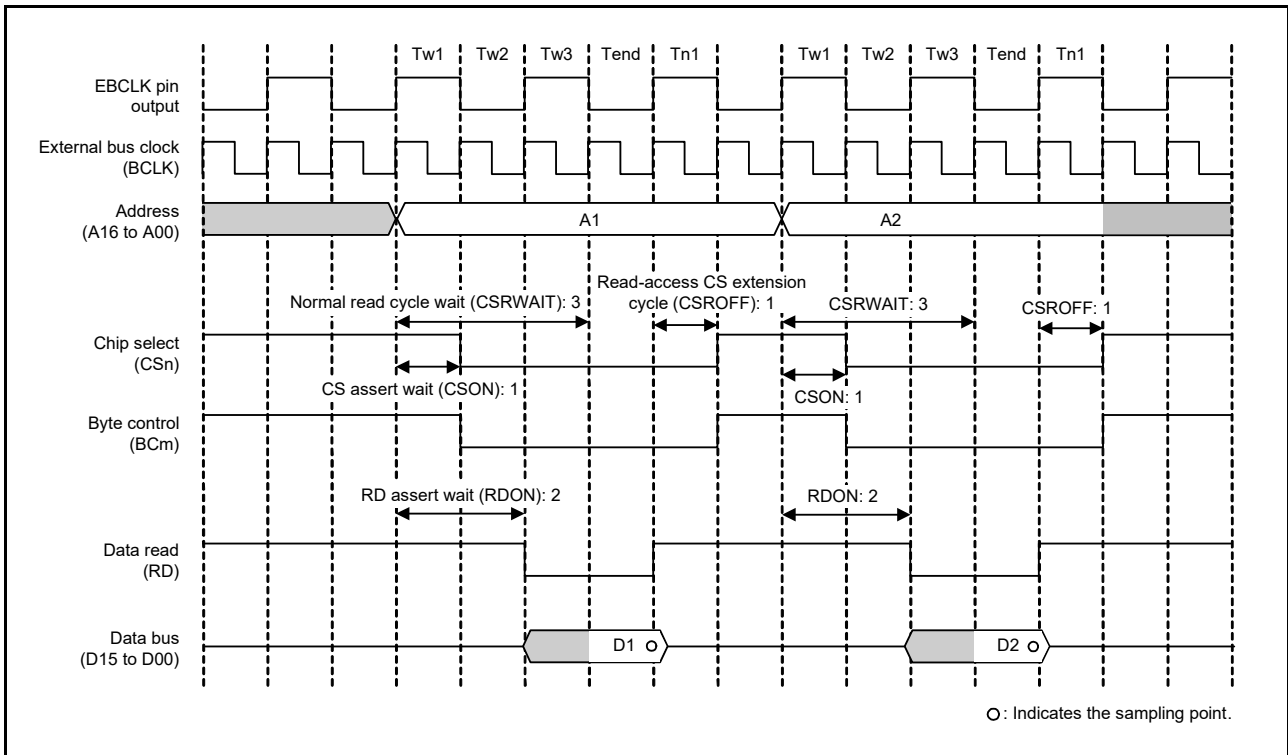 Tw1 Tw2 Tw3 Tend Tn1 Tw1 Tw2 Tw3 Tend Tn1
EBCLK pin
output
External bus clock
(BCLK)
Address
(A16 to A00)
A1 A2
Read-access CS extension
cycle (CSROFF): 1
Normal read cycle wait (CSRWAIT): 3
CSRWAIT: 3
CSROFF: 1
Chip select
(CSn)
CS assert wait (CSON): 1
CSON: 1
Byte control
(BCm)
RD assert wait (RDON): 2
RDON: 2
Data read
(RD)
Data bus
(D15 to D00)
D1 D2
: Indicates the sampling point.